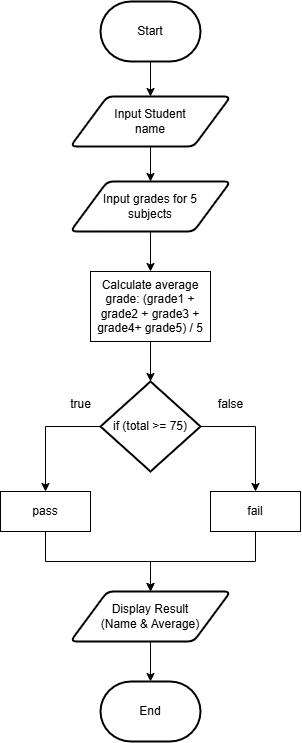 Start
Input Student
name
Input grades for 5
subjects
Calculate average
grade: (grade1 +
grade2 + grade3 +
grade4+ grade5) / 5
true
false
if (total >= 75)
pass
fail
Display Result
(Name & Average)
End